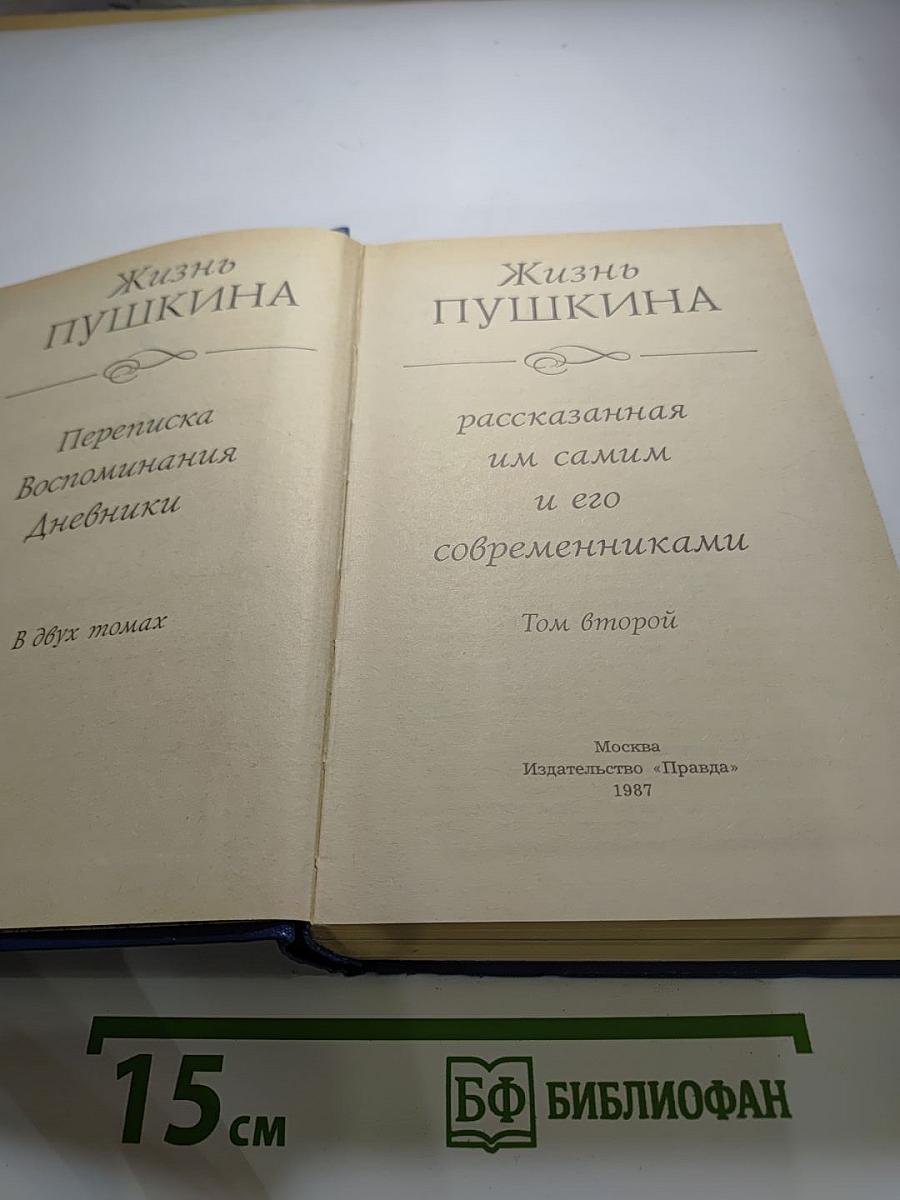 Жизнь
ПУШКИНА
Переписка
Воспоминания
Дневники
В двух томах
Жизнь
ПУШКИНА
рассказанная
им самим
и его
современниками
Том второй
Москва
Издательство «Правда»
1987
15 см
БФ БИБЛИОФАН